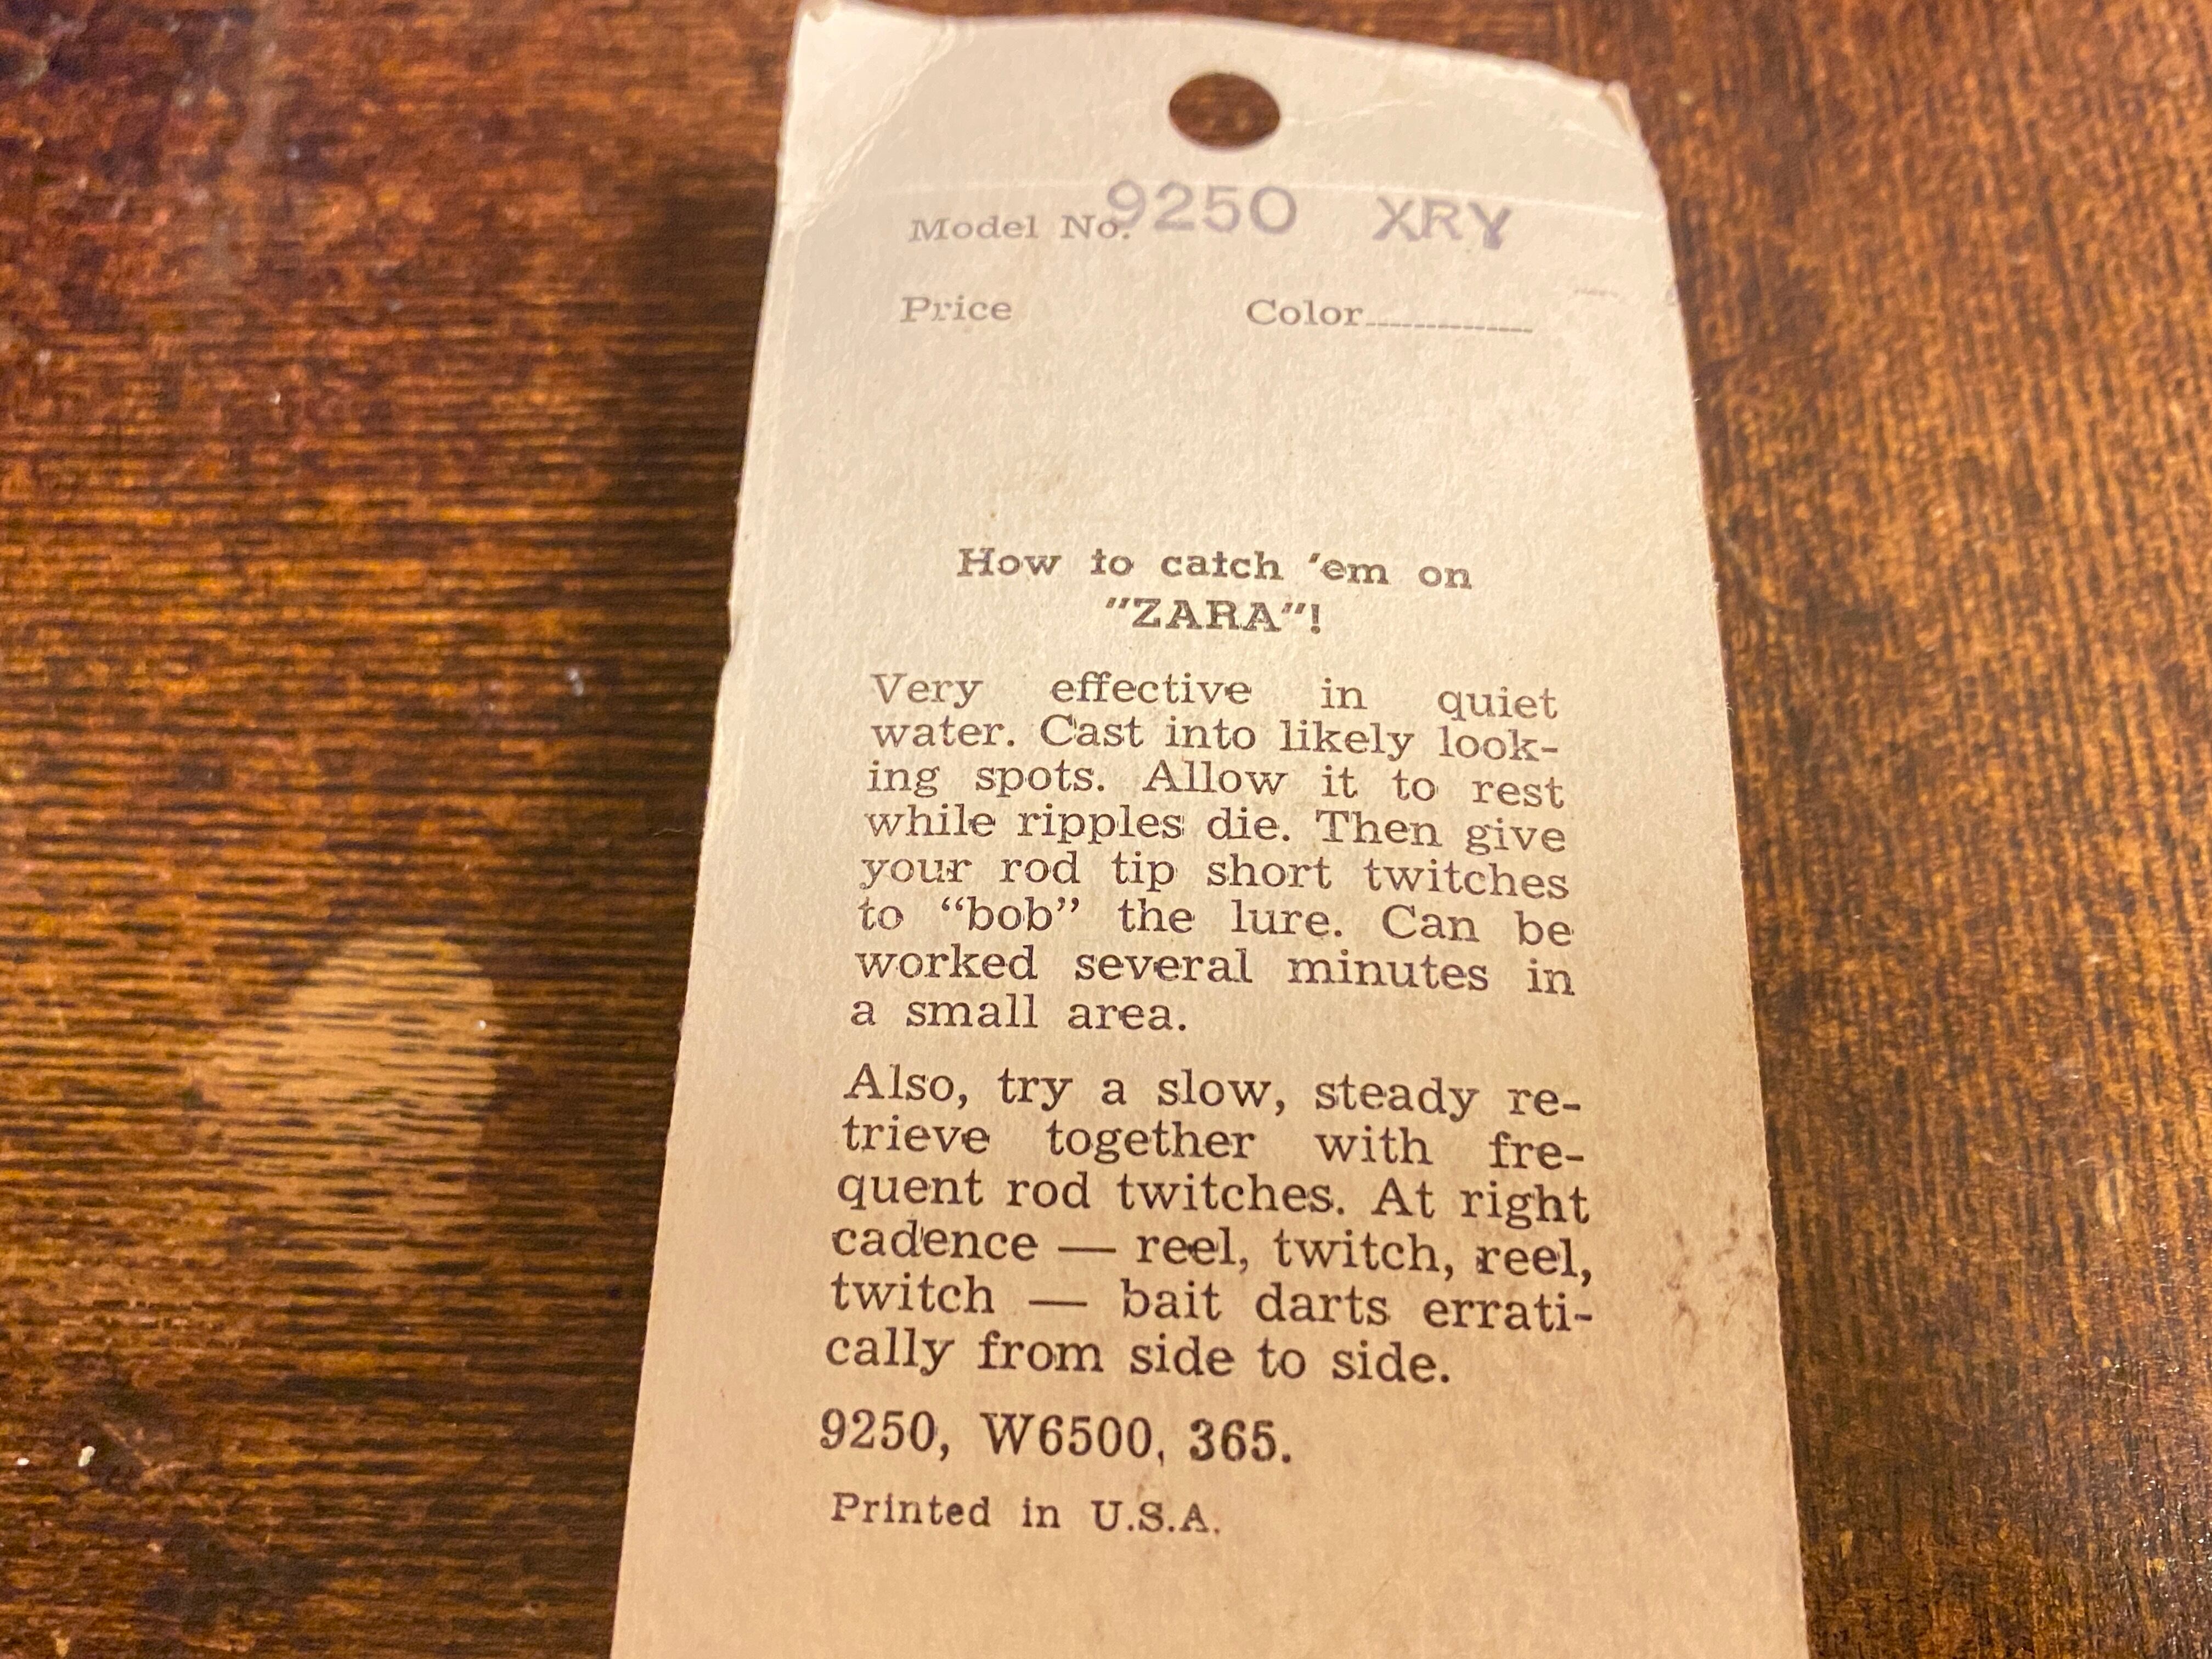 Model No. 9250 XRY
Price Color
How to catch 'em on
"ZARA"!
Very effective in quiet
water. Cast into likely look-
ing spots. Allow it to rest
while ripples die. Then give
your rod tip short twitches
to “bob” the lure. Can be
worked several minutes in
a small area.
Also, try a slow, steady re-
trieve together with fre-
quent rod twitches. At right
cadence — reel, twitch, reel,
twitch — bait darts errati-
cally from side to side.
9250, W6500, 365.
Printed in U.S.A.